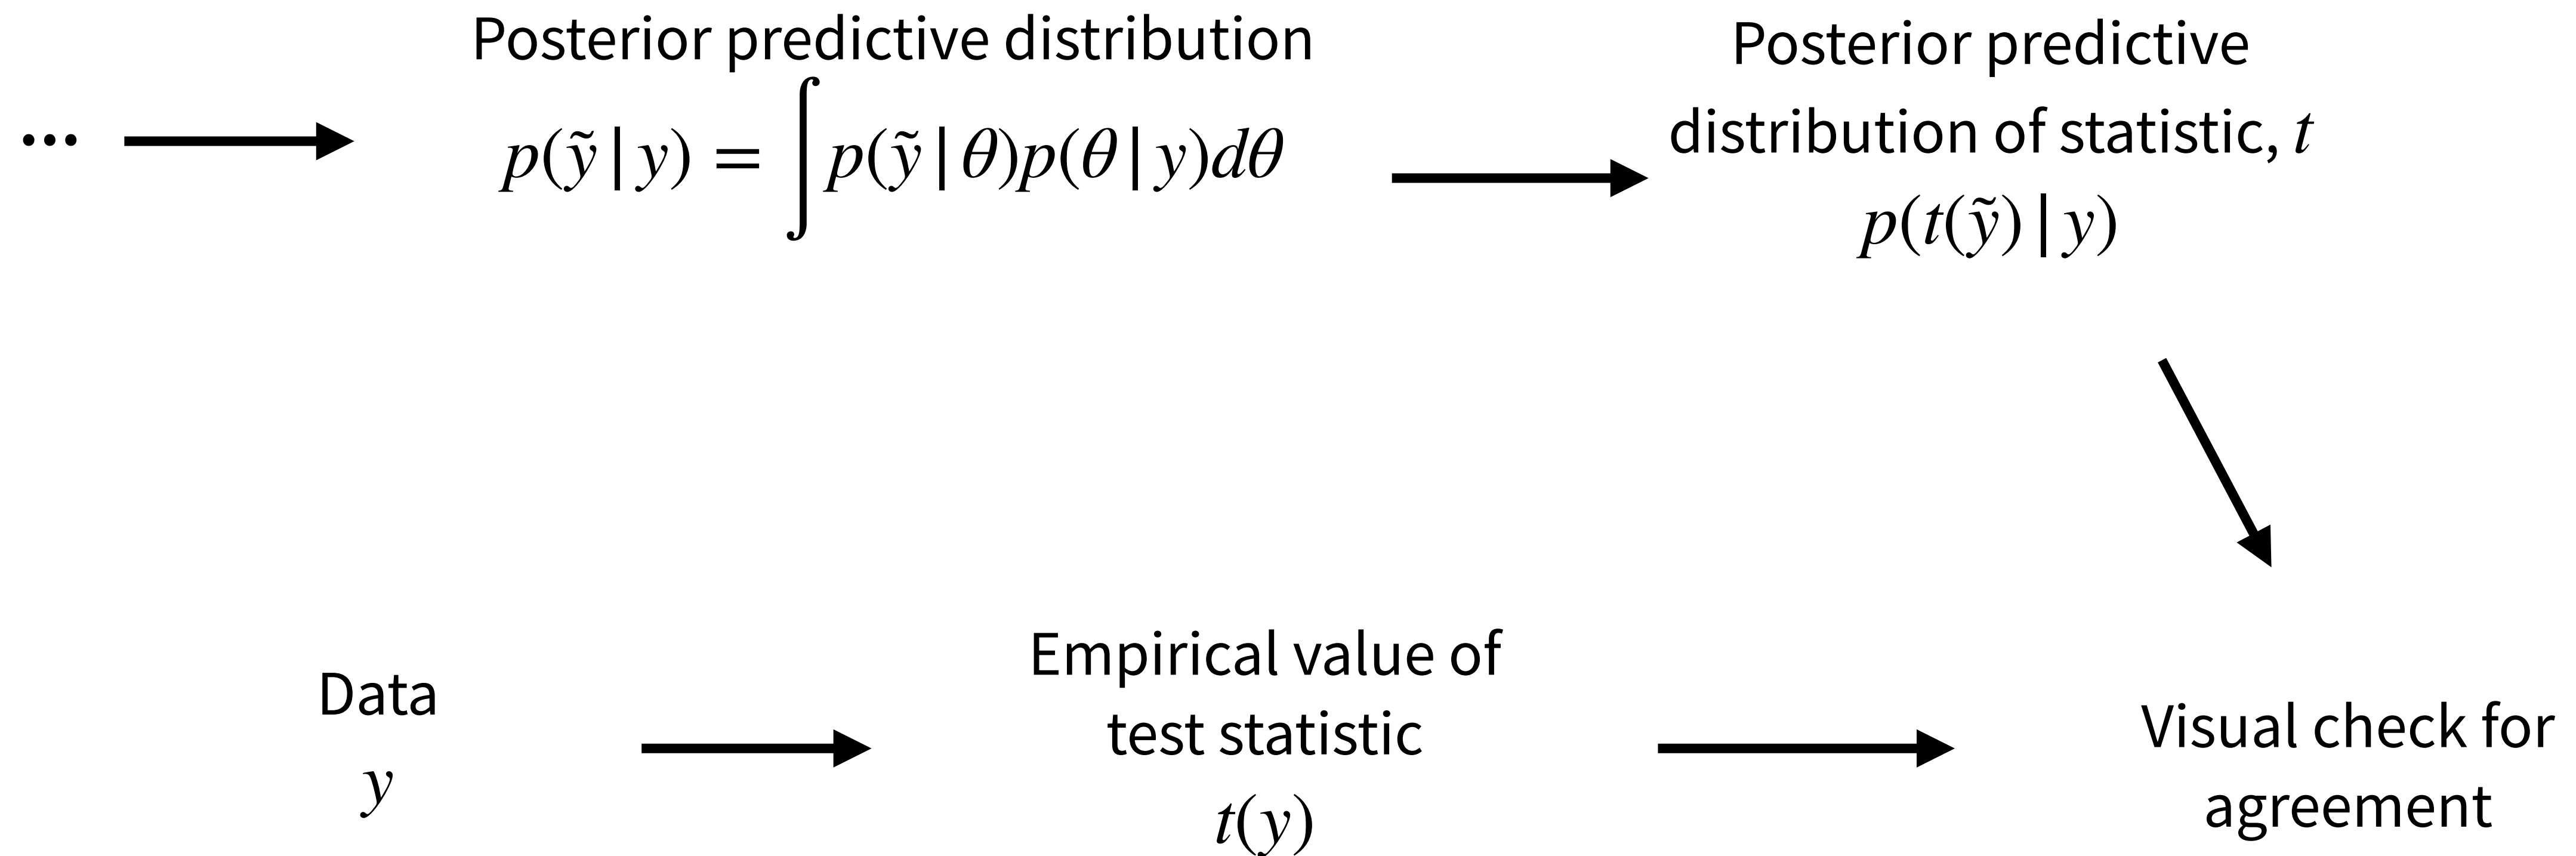 Posterior predictive distribution
p(ỹ | y) = ∫ p(ỹ | θ)p(θ | y)dθ
...
Posterior predictive
distribution of statistic, t
p(t(ỹ) | y)
Data
y
Empirical value of
test statistic
t(y)
Visual check for
agreement